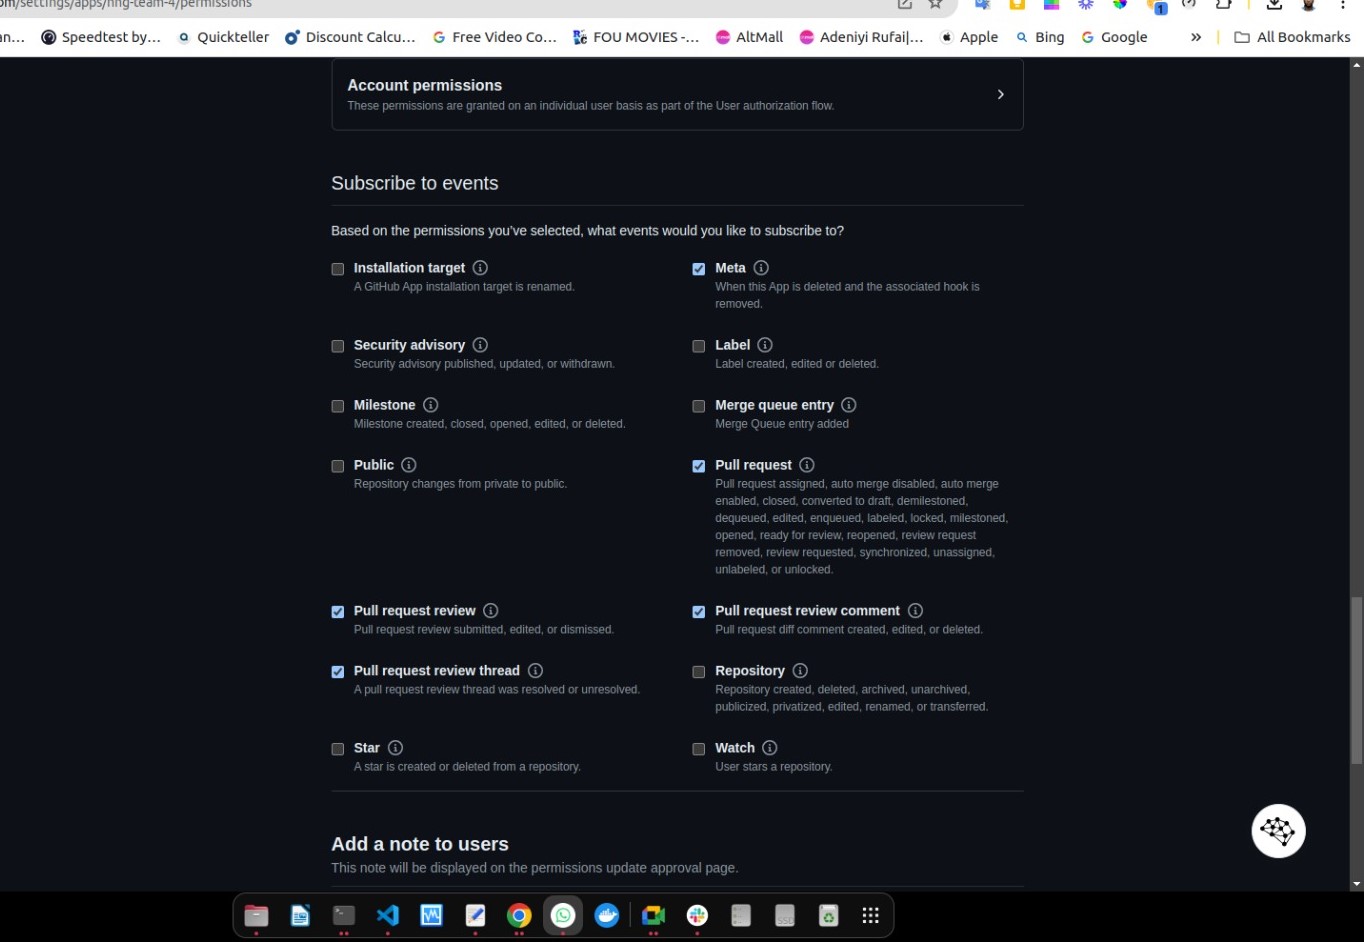 om/settings/apps/hng-team-4/permissions
1
an...
Speedtest by...
Quickteller
Discount Calcu...
Free Video Co...
FOU MOVIES -...
AltMall
Adeniyi Rufai|...
Apple
Bing
Google
»
All Bookmarks
Account permissions
These permissions are granted on an individual user basis as part of the User authorization flow.
Subscribe to events
Based on the permissions you’ve selected, what events would you like to subscribe to?
Installation target
A GitHub App installation target is renamed.
Meta
When this App is deleted and the associated hook is
removed.
Security advisory
Security advisory published, updated, or withdrawn.
Label
Label created, edited or deleted.
Milestone
Milestone created, closed, opened, edited, or deleted.
Merge queue entry
Merge Queue entry added
Public
Repository changes from private to public.
Pull request
Pull request assigned, auto merge disabled, auto merge
enabled, closed, converted to draft, demilestoned,
dequeued, edited, enqueued, labeled, locked, milestoned,
opened, ready for review, reopened, review request
removed, review requested, synchronized, unassigned,
unlabeled, or unlocked.
Pull request review
Pull request review submitted, edited, or dismissed.
Pull request review comment
Pull request diff comment created, edited, or deleted.
Pull request review thread
A pull request review thread was resolved or unresolved.
Repository
Repository created, deleted, archived, unarchived,
publicized, privatized, edited, renamed, or transferred.
Star
A star is created or deleted from a repository.
Watch
User stars a repository.
Add a note to users
This note will be displayed on the permissions update approval page.